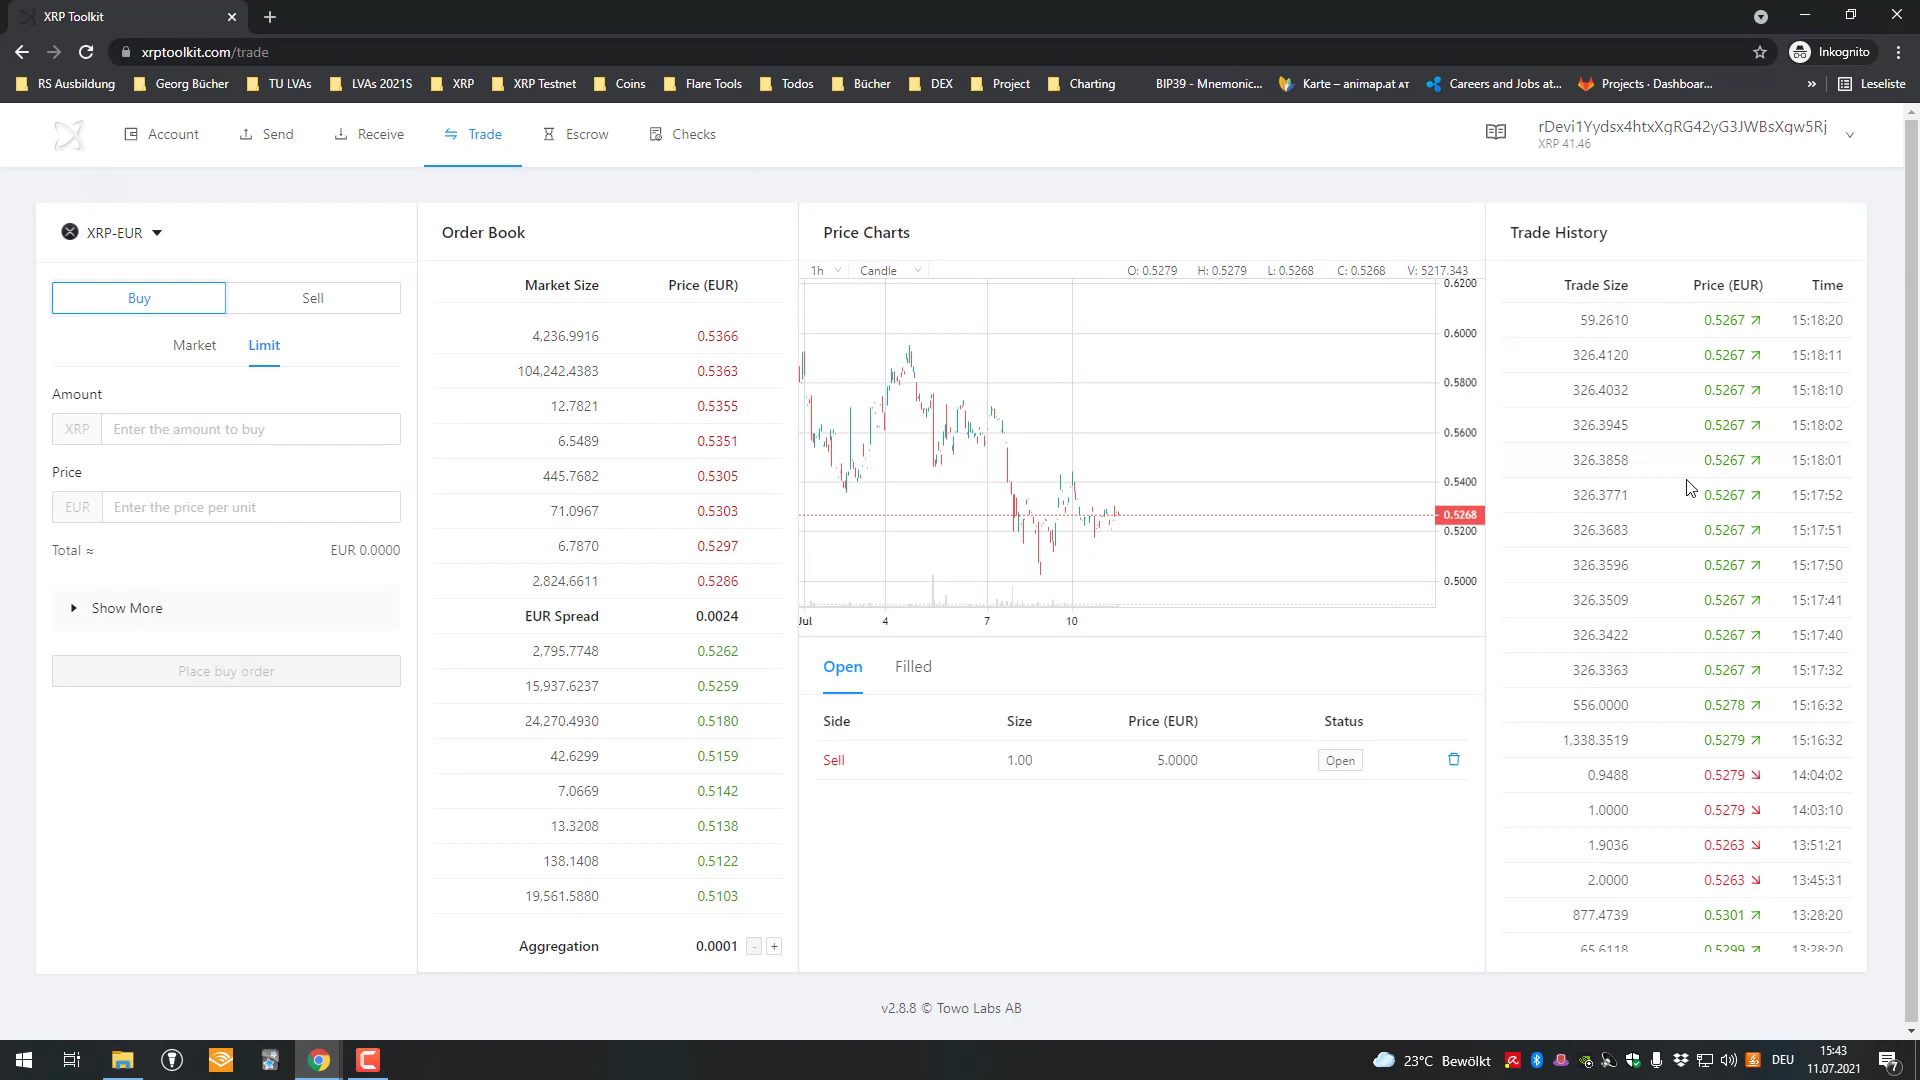 XRP Toolkit
xrptoolkit.com/trade
Inkognito
RS Ausbildung
Georg Bücher
TU LVAs
LVAs 2021S
XRP
XRP Testnet
Coins
Flare Tools
Todos
Bücher
DEX
Project
Charting
BIP39 - Mnemonic...
Karte – animap.at AT
Careers and Jobs at...
Projects · Dashboar...
»
Leseliste
Account
Send
Receive
Trade
Escrow
Checks
rDevi1Yydsx4htxXgRG42yG3JWBsXgw5Rj
XRP 41.46
XRP-EUR
Buy
Sell
Market
Limit
Amount
XRP
Enter the amount to buy
Price
EUR
Enter the price per unit
Total ≈ EUR 0.0000
Show More
Place buy order
Order Book
Market Size Price (EUR)
4,236.9916 0.5366
104,242.4383 0.5363
12.7821 0.5355
6.5489 0.5351
445.7682 0.5305
71.0967 0.5303
6.7870 0.5297
2,824.6611 0.5286
EUR Spread 0.0024
2,795.7748 0.5262
15,937.6237 0.5259
24,270.4930 0.5180
42.6299 0.5159
7.0669 0.5142
13.3208 0.5138
138.1408 0.5122
19,561.5880 0.5103
Aggregation 0.0001 - +
Price Charts
1h Candle O: 0.5279 H: 0.5279 L: 0.5268 C: 0.5268 V: 5217.343
0.6200
0.6000
0.5800
0.5600
0.5400
0.5268
0.5200
0.5000
Jul 4 7 10
Open Filled
Side Size Price (EUR) Status
Sell 1.00 5.0000 Open
Trade History
Trade Size Price (EUR) Time
59.2610 0.5267 15:18:20
326.4120 0.5267 15:18:11
326.4032 0.5267 15:18:10
326.3945 0.5267 15:18:02
326.3858 0.5267 15:18:01
326.3771 0.5267 15:17:52
326.3683 0.5267 15:17:51
326.3596 0.5267 15:17:50
326.3509 0.5267 15:17:41
326.3422 0.5267 15:17:40
326.3363 0.5267 15:17:32
556.0000 0.5278 15:16:32
1,338.3519 0.5279 15:16:32
0.9488 0.5279 14:04:02
1.0000 0.5279 14:03:10
1.9036 0.5263 13:51:21
2.0000 0.5263 13:45:31
877.4739 0.5301 13:28:20
65.6118 0.5299 13:28:20
v2.8.8 © Towo Labs AB
23°C Bewölkt
DEU
15:43
11.07.2021
7